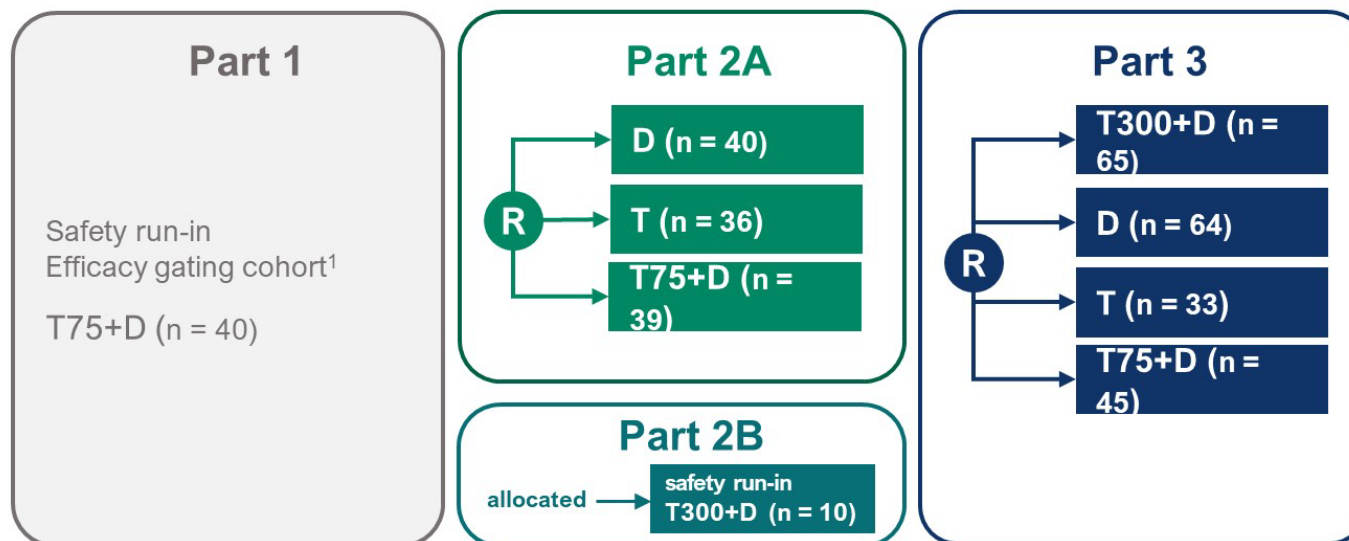 Part 1
Safety run-in
Efficacy gating cohort¹
T75+D (n = 40)
Part 2A
R
D (n = 40)
T (n = 36)
T75+D (n =
39)
Part 2B
allocated
safety run-in
T300+D (n = 10)
Part 3
R
T300+D (n =
65)
D (n = 64)
T (n = 33)
T75+D (n =
45)